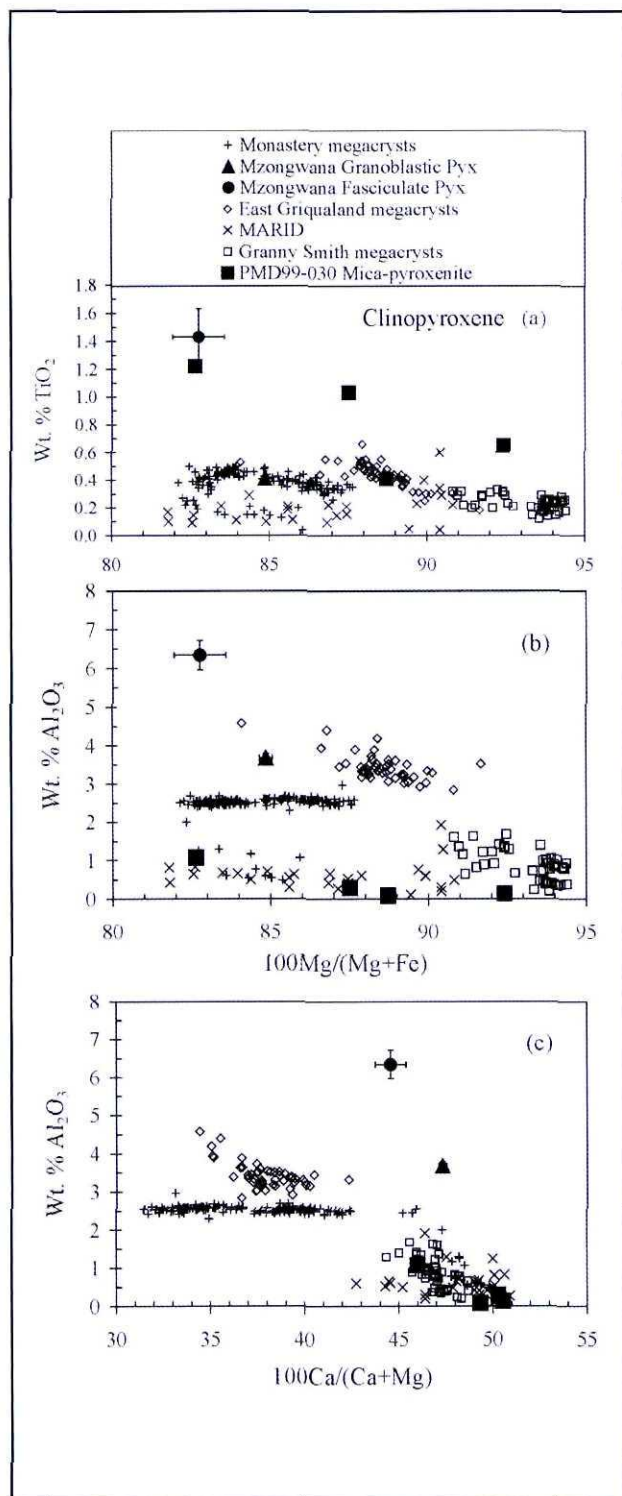 + Monastery megacrysts
▲ Mzongwana Granoblastic Pyx
● Mzongwana Fasciculate Pyx
◇ East Griqualand megacrysts
× MARID
□ Granny Smith megacrysts
■ PMD99-030 Mica-pyroxenite
Clinopyroxene (a)
Wt. % TiO₂
1.8
1.6
1.4
1.2
1.0
0.8
0.6
0.4
0.2
0.0
80 85 90 95
(b)
Wt. % Al₂O₃
8
7
6
5
4
3
2
1
0
80 85 90 95
100Mg/(Mg+Fe)
(c)
Wt. % Al₂O₃
8
7
6
5
4
3
2
1
0
30 35 40 45 50 55
100Ca/(Ca+Mg)